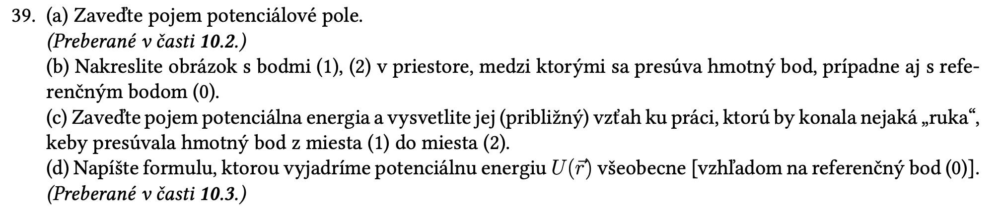 39. (a) Zaveďte pojem potenciálové pole.
(Preberané v časti 10.2.)
(b) Nakreslite obrázok s bodmi (1), (2) v priestore, medzi ktorými sa presúva hmotný bod, prípadne aj s refe-
renčným bodom (0).
(c) Zaveďte pojem potenciálna energia a vysvetlite jej (približný) vzťah ku práci, ktorú by konala nejaká „ruka“,
keby presúvala hmotný bod z miesta (1) do miesta (2).
(d) Napíšte formulu, ktorou vyjadríme potenciálnu energiu $U(\vec{r})$ všeobecne [vzhľadom na referenčný bod (0)].
(Preberané v časti 10.3.)